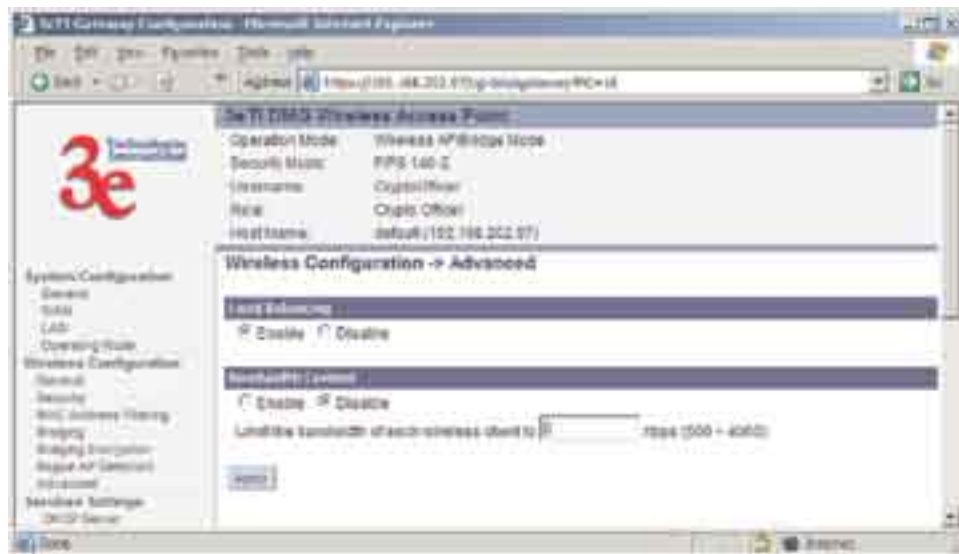 3eTI Gateway Configuration - Microsoft Internet Explorer
File Edit View Favorites Tools Help
Back
Address
Go
3e Technologies International
3eTI DMG Wireless Access Point
Operation Mode: Wireless AP/Bridge Mode
Security Mode: FIPS 140-2
Username: CryptoOfficer
Role: Crypto Officer
Host Name: default (192.168.202.97)
Wireless Configuration -> Advanced
System Configuration
General
WAN
LAN
Operating Mode
Wireless Configuration
General
Security
MAC Address Filtering
Bridging
Bridging Encryption
Rogue AP Detection
Advanced
Services Settings
DHCP Server
Load Balancing
Enable Disable
Bandwidth Control
Enable Disable
Limit the bandwidth of each wireless client to kbps (500 ~ 4000)
Apply
Done
Internet